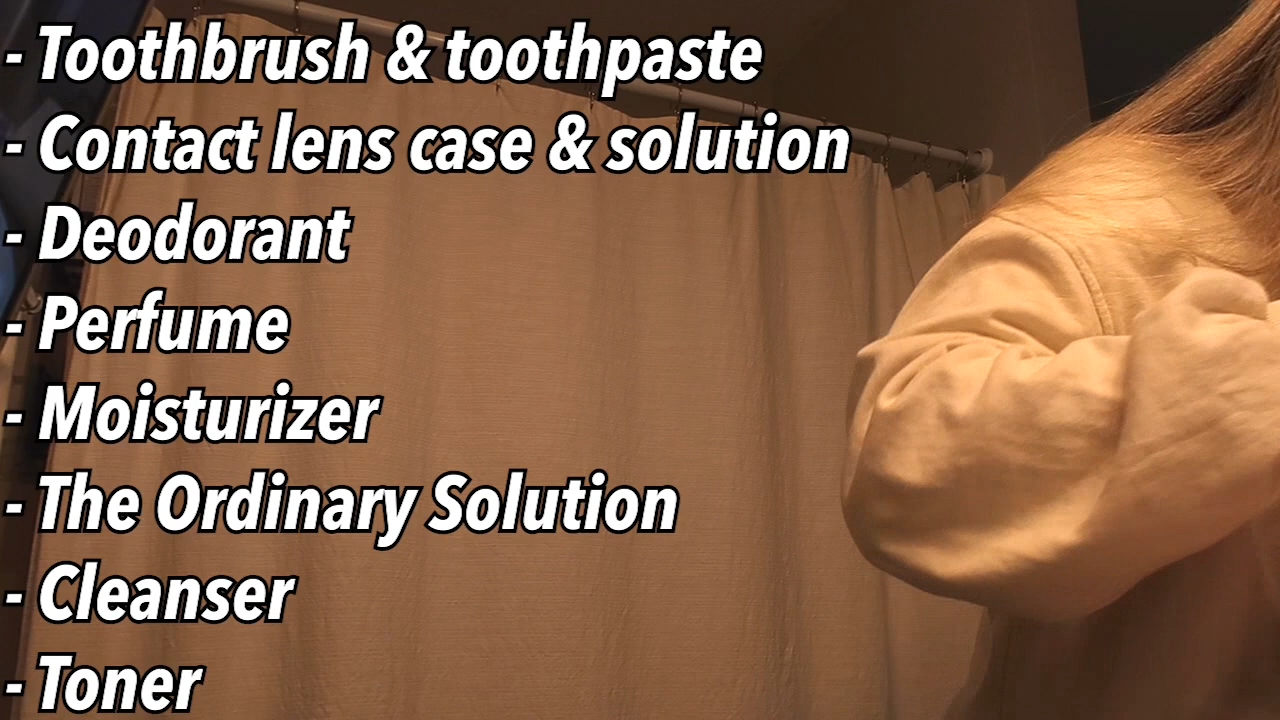 - Toothbrush & toothpaste
- Contact lens case & solution
- Deodorant
- Perfume
- Moisturizer
- The Ordinary Solution
- Cleanser
- Toner